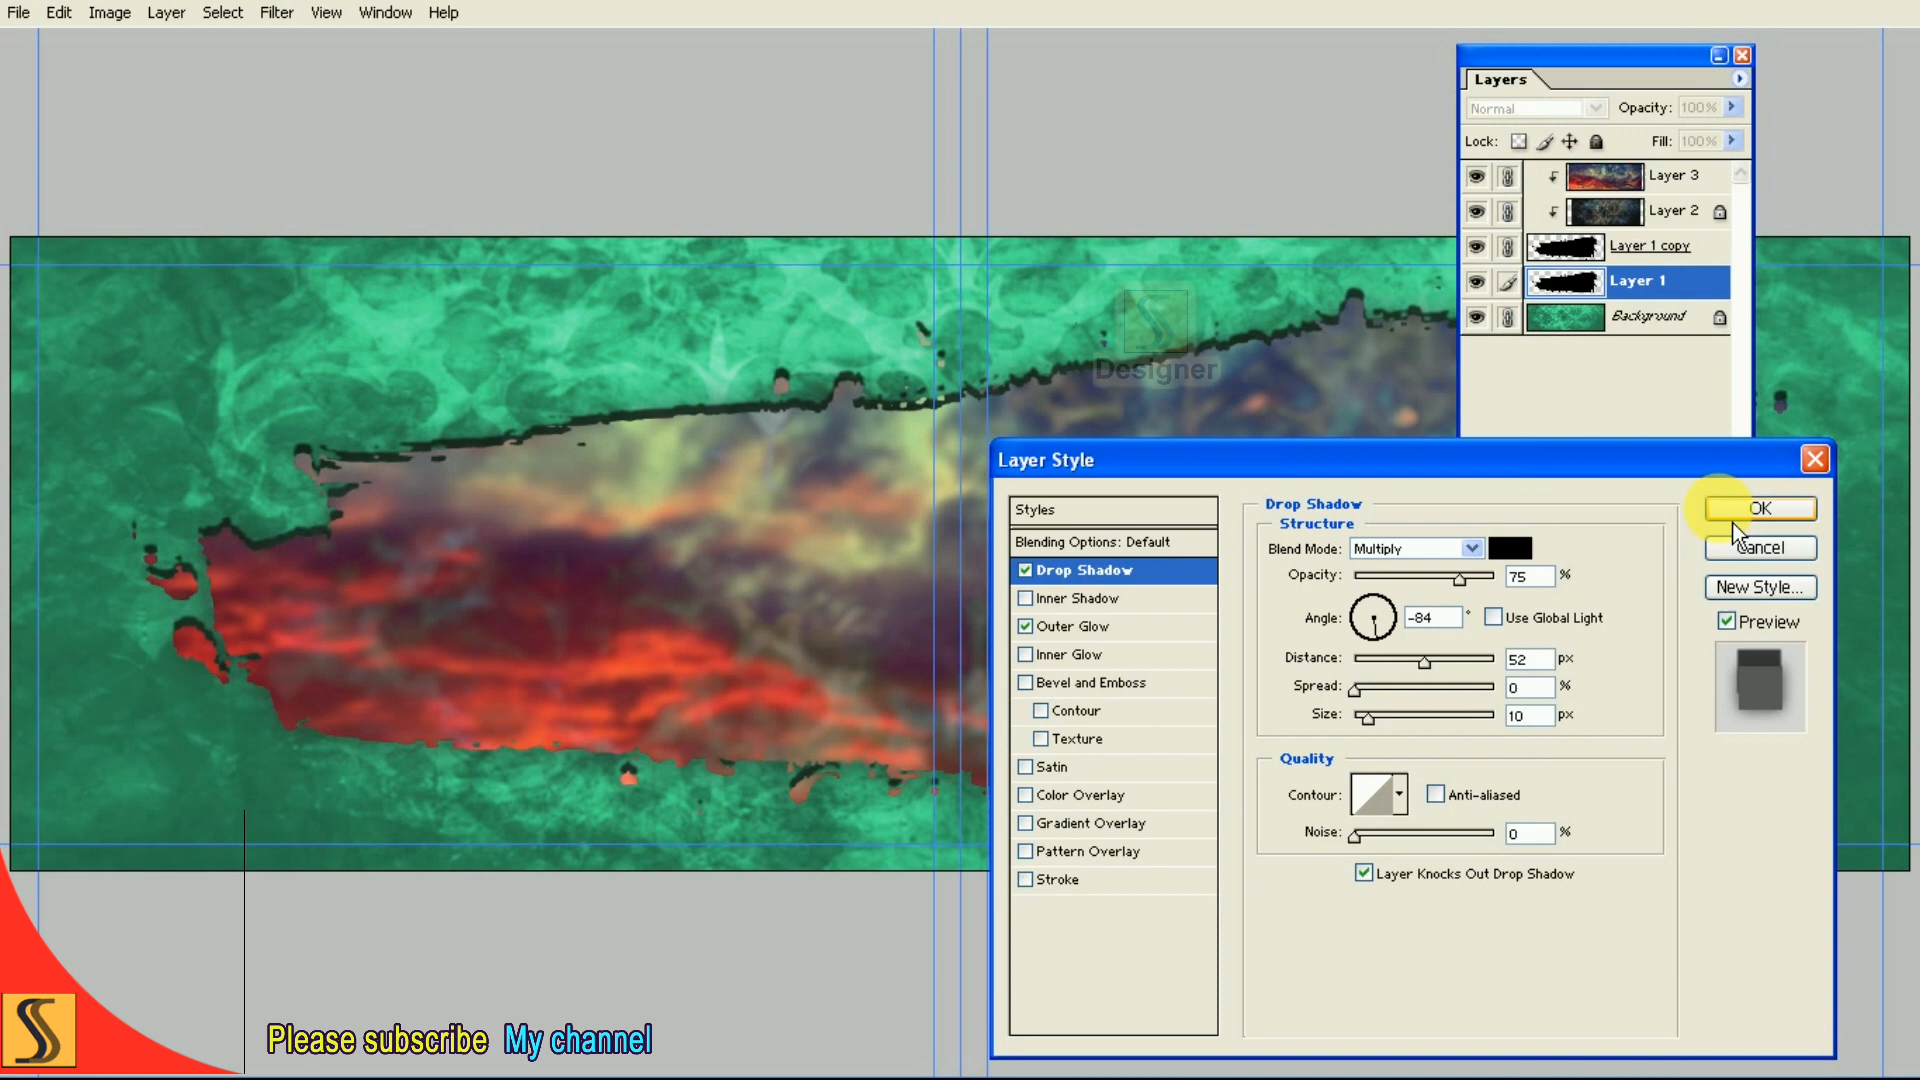 File Edit Image Layer Select Filter View Window Help
Layers
Normal Opacity: 100%
Lock: Fill: 100%
Layer 3
Layer 2
Layer 1 copy
Layer 1
Background
Designer
Layer Style
Styles
Blending Options: Default
Drop Shadow
Inner Shadow
Outer Glow
Inner Glow
Bevel and Emboss
Contour
Texture
Satin
Color Overlay
Gradient Overlay
Pattern Overlay
Stroke
Drop Shadow
Structure
Blend Mode: Multiply
Opacity: 75 %
Angle: -84 ° Use Global Light
Distance: 52 px
Spread: 0 %
Size: 10 px
Quality
Contour: Anti-aliased
Noise: 0 %
Layer Knocks Out Drop Shadow
OK
Cancel
New Style...
Preview
Please subscribe My channel